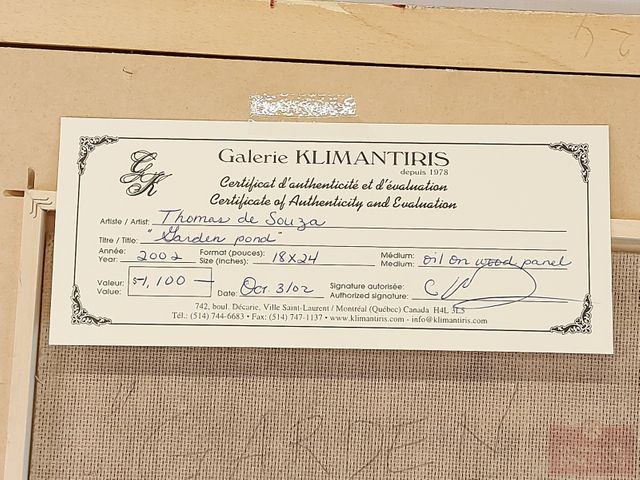 GK
Galerie KLIMANTIRIS
depuis 1978
Certificat d'authenticité et d'évaluation
Certificate of Authenticity and Evaluation
Artiste / Artist: Thomas de Souza
Titre / Title: "Garden pond"
Année: Format (pouces): Médium:
Year: 2002 Size (inches): 18X24 Medium: oil on wood panel
Valeur: Signature autorisée:
Value: 1,100 — Date: Oct 3/02 Authorized signature:
742, boul. Décarie, Ville Saint-Laurent / Montréal (Québec) Canada H4L 3L5
Tél.: (514) 744-6683 • Fax: (514) 747-1137 • www.klimantiris.com - info@klimantiris.com
"GARDEN